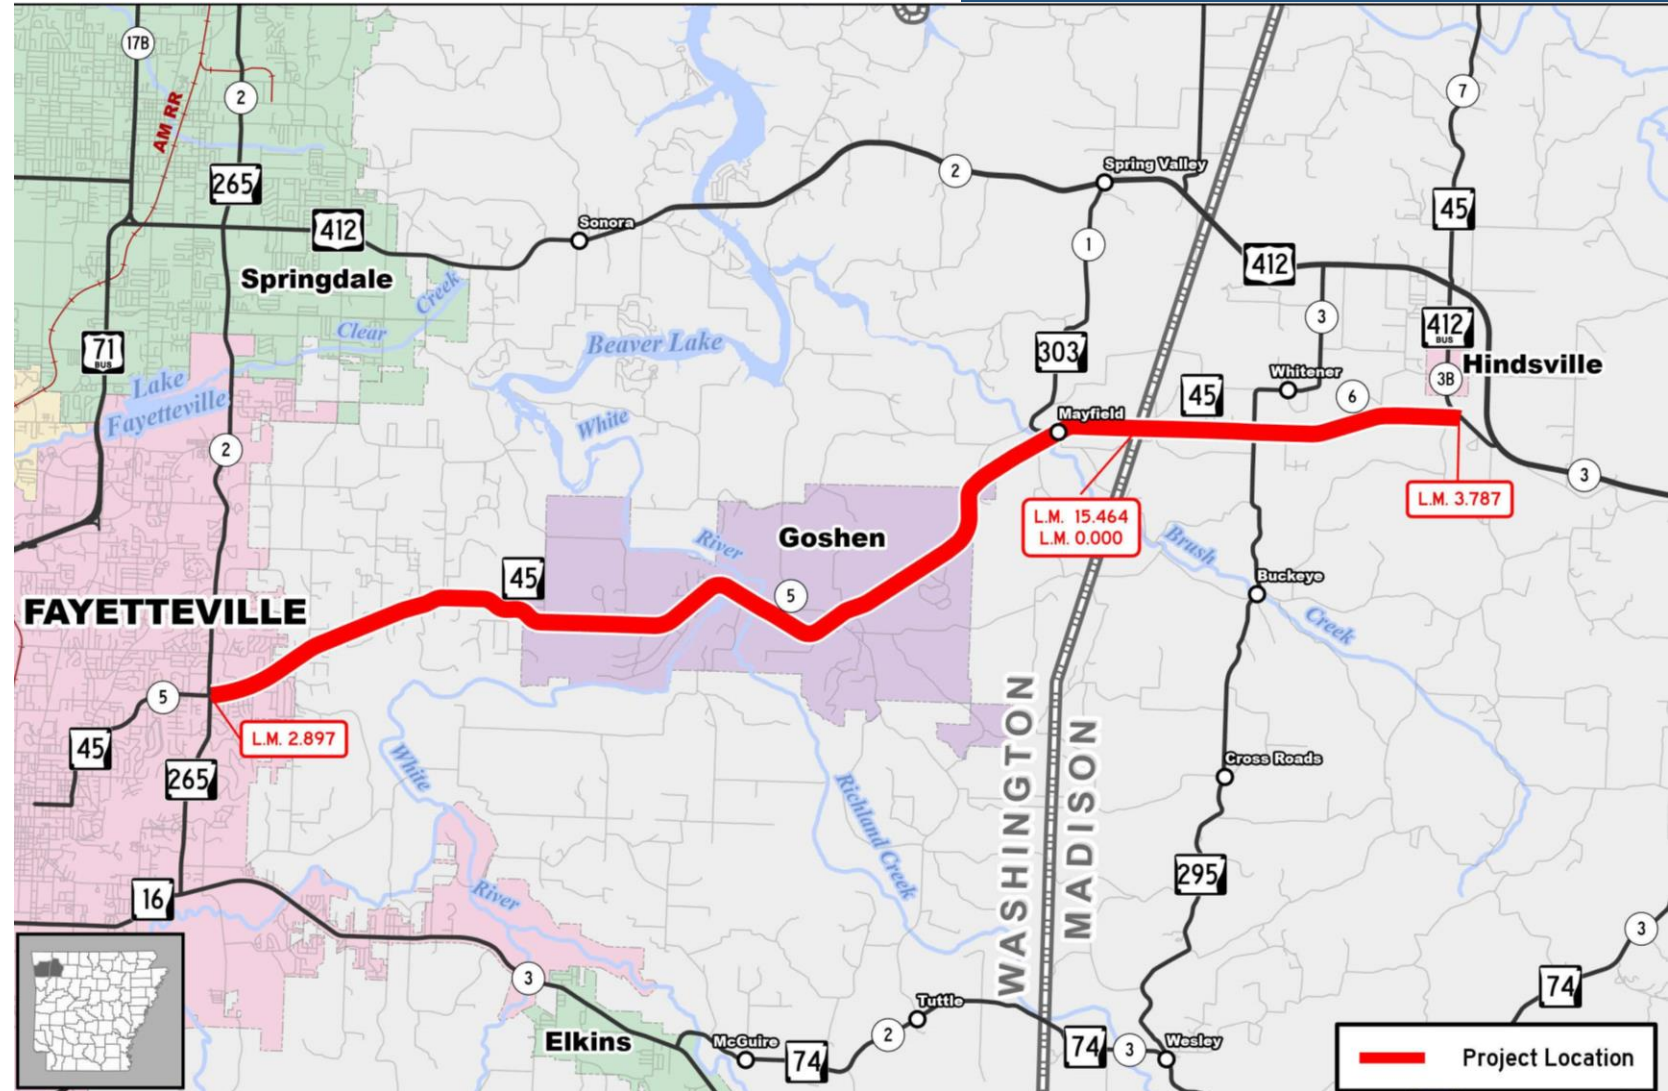 17B
AM RR
2
7
265
412
Springdale
Sonora
2
Spring Valley
1
45
412
Clear
Creek
71
BUS
Lake
Fayetteville
Beaver Lake
303
3
412
BUS
Hindsville
Whitener
3B
White
Mayfield
45
6
2
L.M. 15.464
L.M. 0.000
L.M. 3.787
3
Goshen
River
45
5
Brush
Buckeye
Creek
FAYETTEVILLE
5
L.M. 2.897
45
265
White
Richland Creek
WASHINGTON
MADISON
Cross Roads
295
16
River
3
3
74
Elkins
McGuire
74
2
Tuttle
74
3
Wesley
Project Location